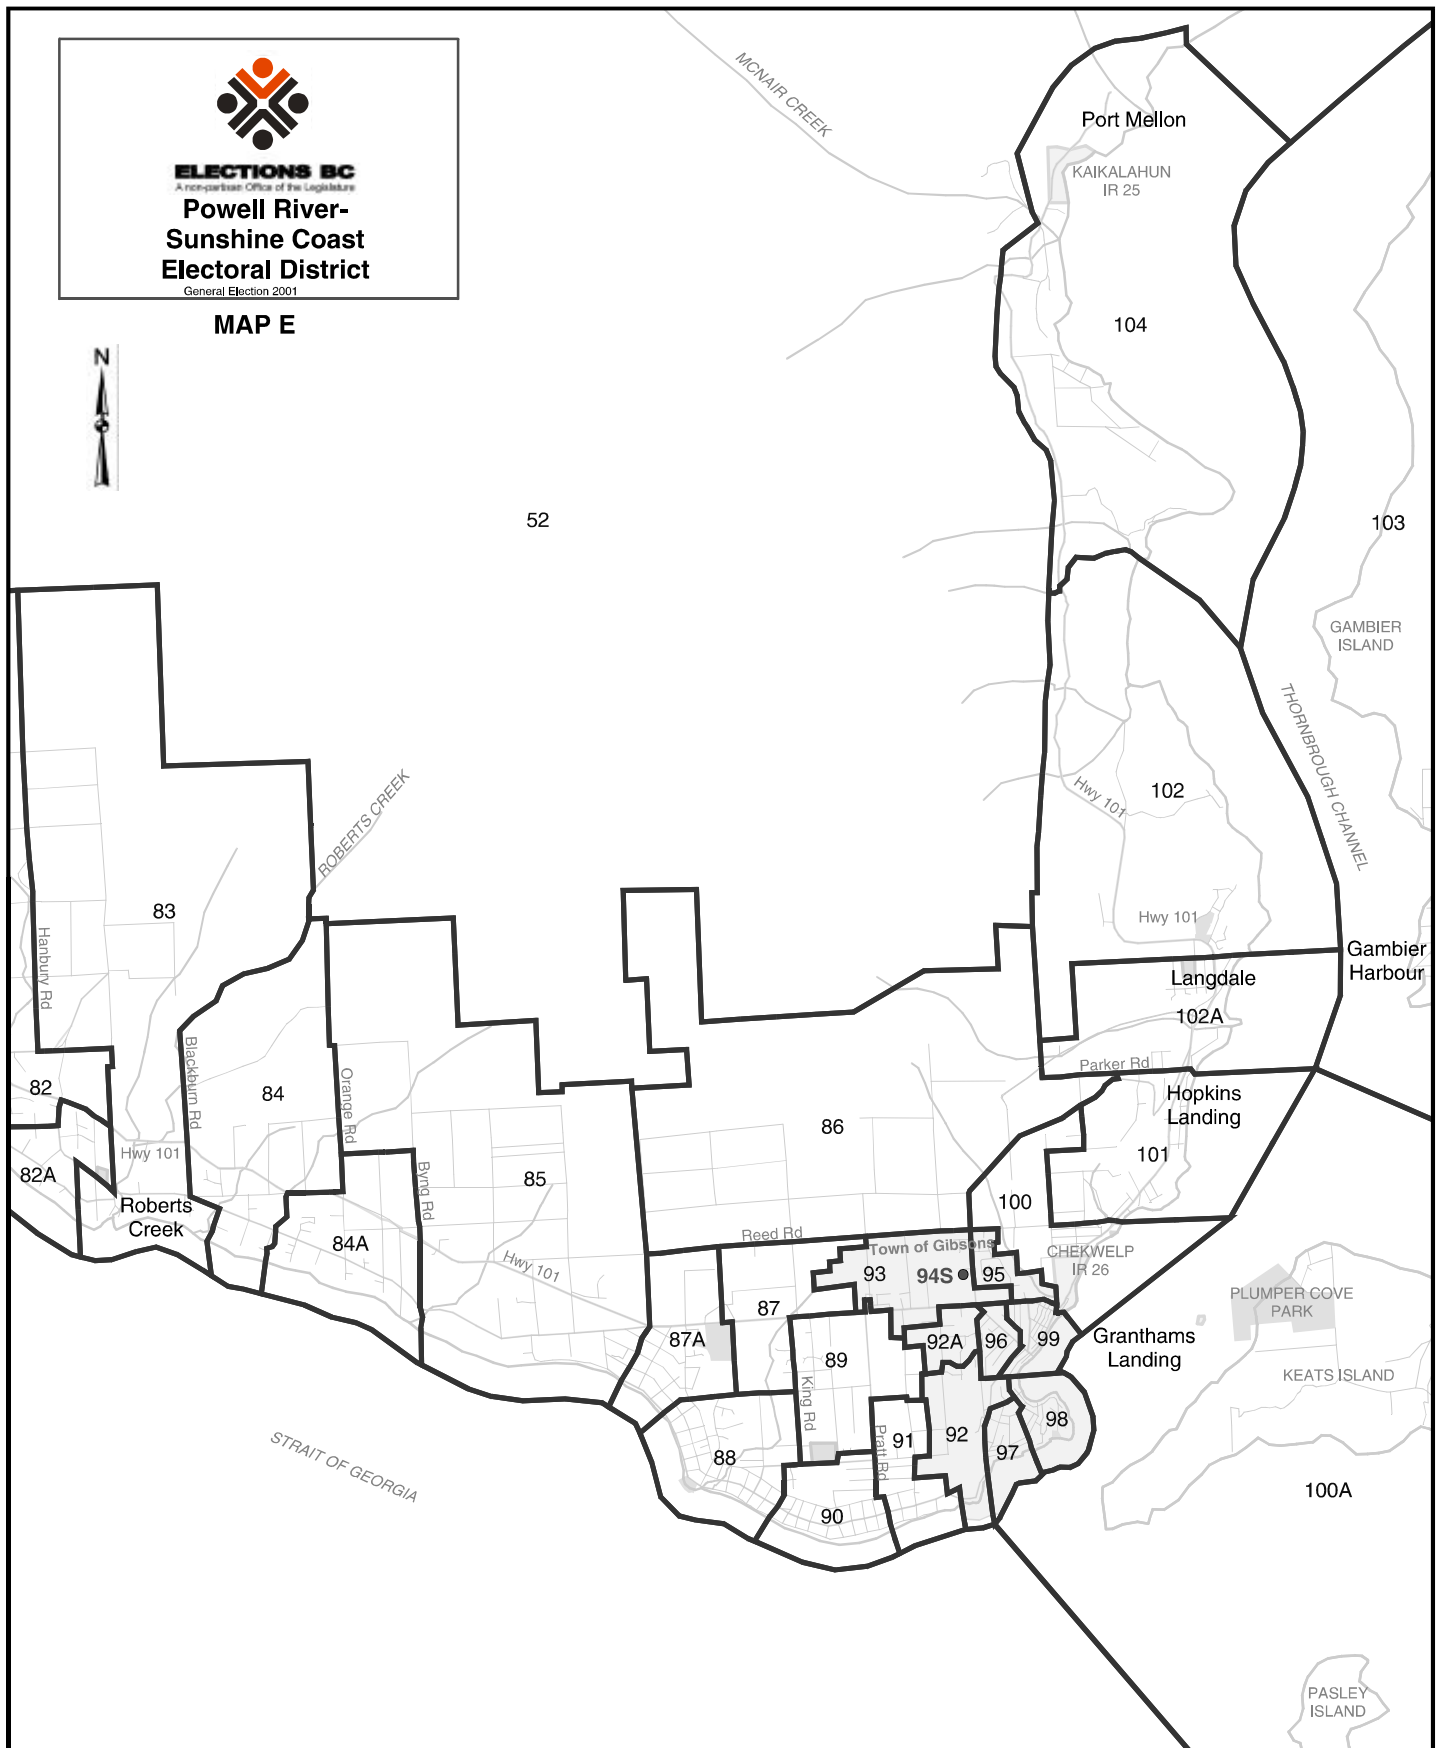 ELECTIONS BC
A non-partisan Office of the Legislature
Powell River-
Sunshine Coast
Electoral District
General Election 2001
MAP E
N
MCNAIR CREEK
Port Mellon
KAIKALAHUN
IR 25
104
52
103
GAMBIER
ISLAND
THORNBROUGH CHANNEL
Hwy 101
102
ROBERTS CREEK
83
Hanbury Rd
Hwy 101
Gambier
Harbour
Langdale
102A
Parker Rd
82
Blackburn Rd
84
Orange Rd
86
Hopkins
Landing
101
Hwy 101
82A
Byng Rd
85
Roberts
Creek
100
84A
Reed Rd
Town of Gibsons
CHEKWELP
IR 26
Hwy 101
93
94S
95
PLUMPER COVE
PARK
87
87A
92A
96
99
Granthams
Landing
89
KEATS ISLAND
King Rd
98
STRAIT OF GEORGIA
88
Pratt Rd
91
92
97
90
100A
PASLEY
ISLAND